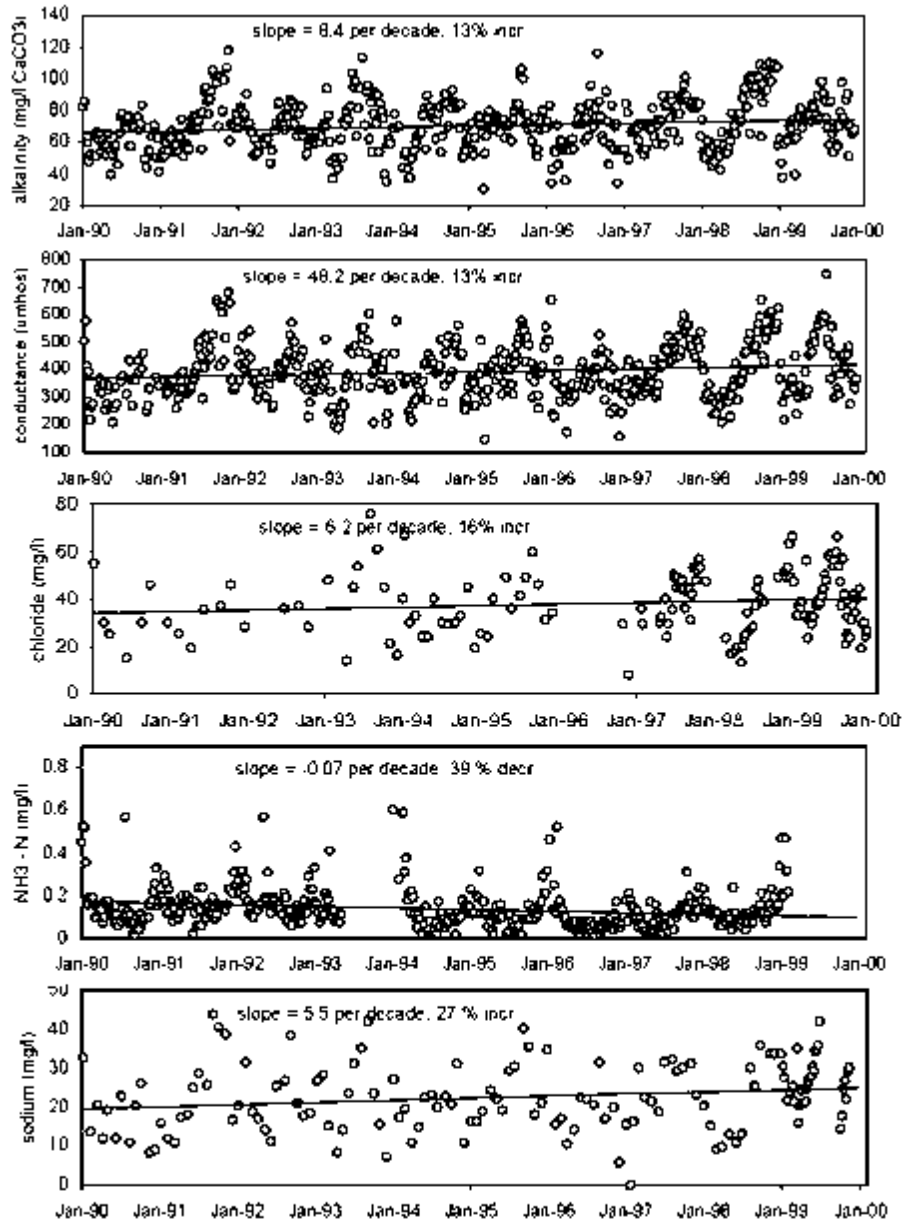 slope = 8.4 per decade, 13% incr
alkalinity (mg/l CaCO3)
140
120
100
80
60
40
20
Jan-90 Jan-91 Jan-92 Jan-93 Jan-94 Jan-95 Jan-96 Jan-97 Jan-98 Jan-99 Jan-00
slope = 48.2 per decade, 13% incr
conductance (umhos)
800
700
600
500
400
300
200
100
Jan-90 Jan-91 Jan-92 Jan-93 Jan-94 Jan-95 Jan-96 Jan-97 Jan-98 Jan-99 Jan-00
slope = 6.2 per decade, 16% incr
chloride (mg/l)
80
60
40
20
0
Jan-90 Jan-91 Jan-92 Jan-93 Jan-94 Jan-95 Jan-96 Jan-97 Jan-98 Jan-99 Jan-00
slope = -0.07 per decade, 39 % decr
NH3 - N (mg/l)
0.8
0.6
0.4
0.2
0
Jan-90 Jan-91 Jan-92 Jan-93 Jan-94 Jan-95 Jan-96 Jan-97 Jan-98 Jan-99 Jan-00
slope = 5.5 per decade, 27 % incr
sodium (mg/l)
50
40
30
20
10
0
Jan-90 Jan-91 Jan-92 Jan-93 Jan-94 Jan-95 Jan-96 Jan-97 Jan-98 Jan-99 Jan-00